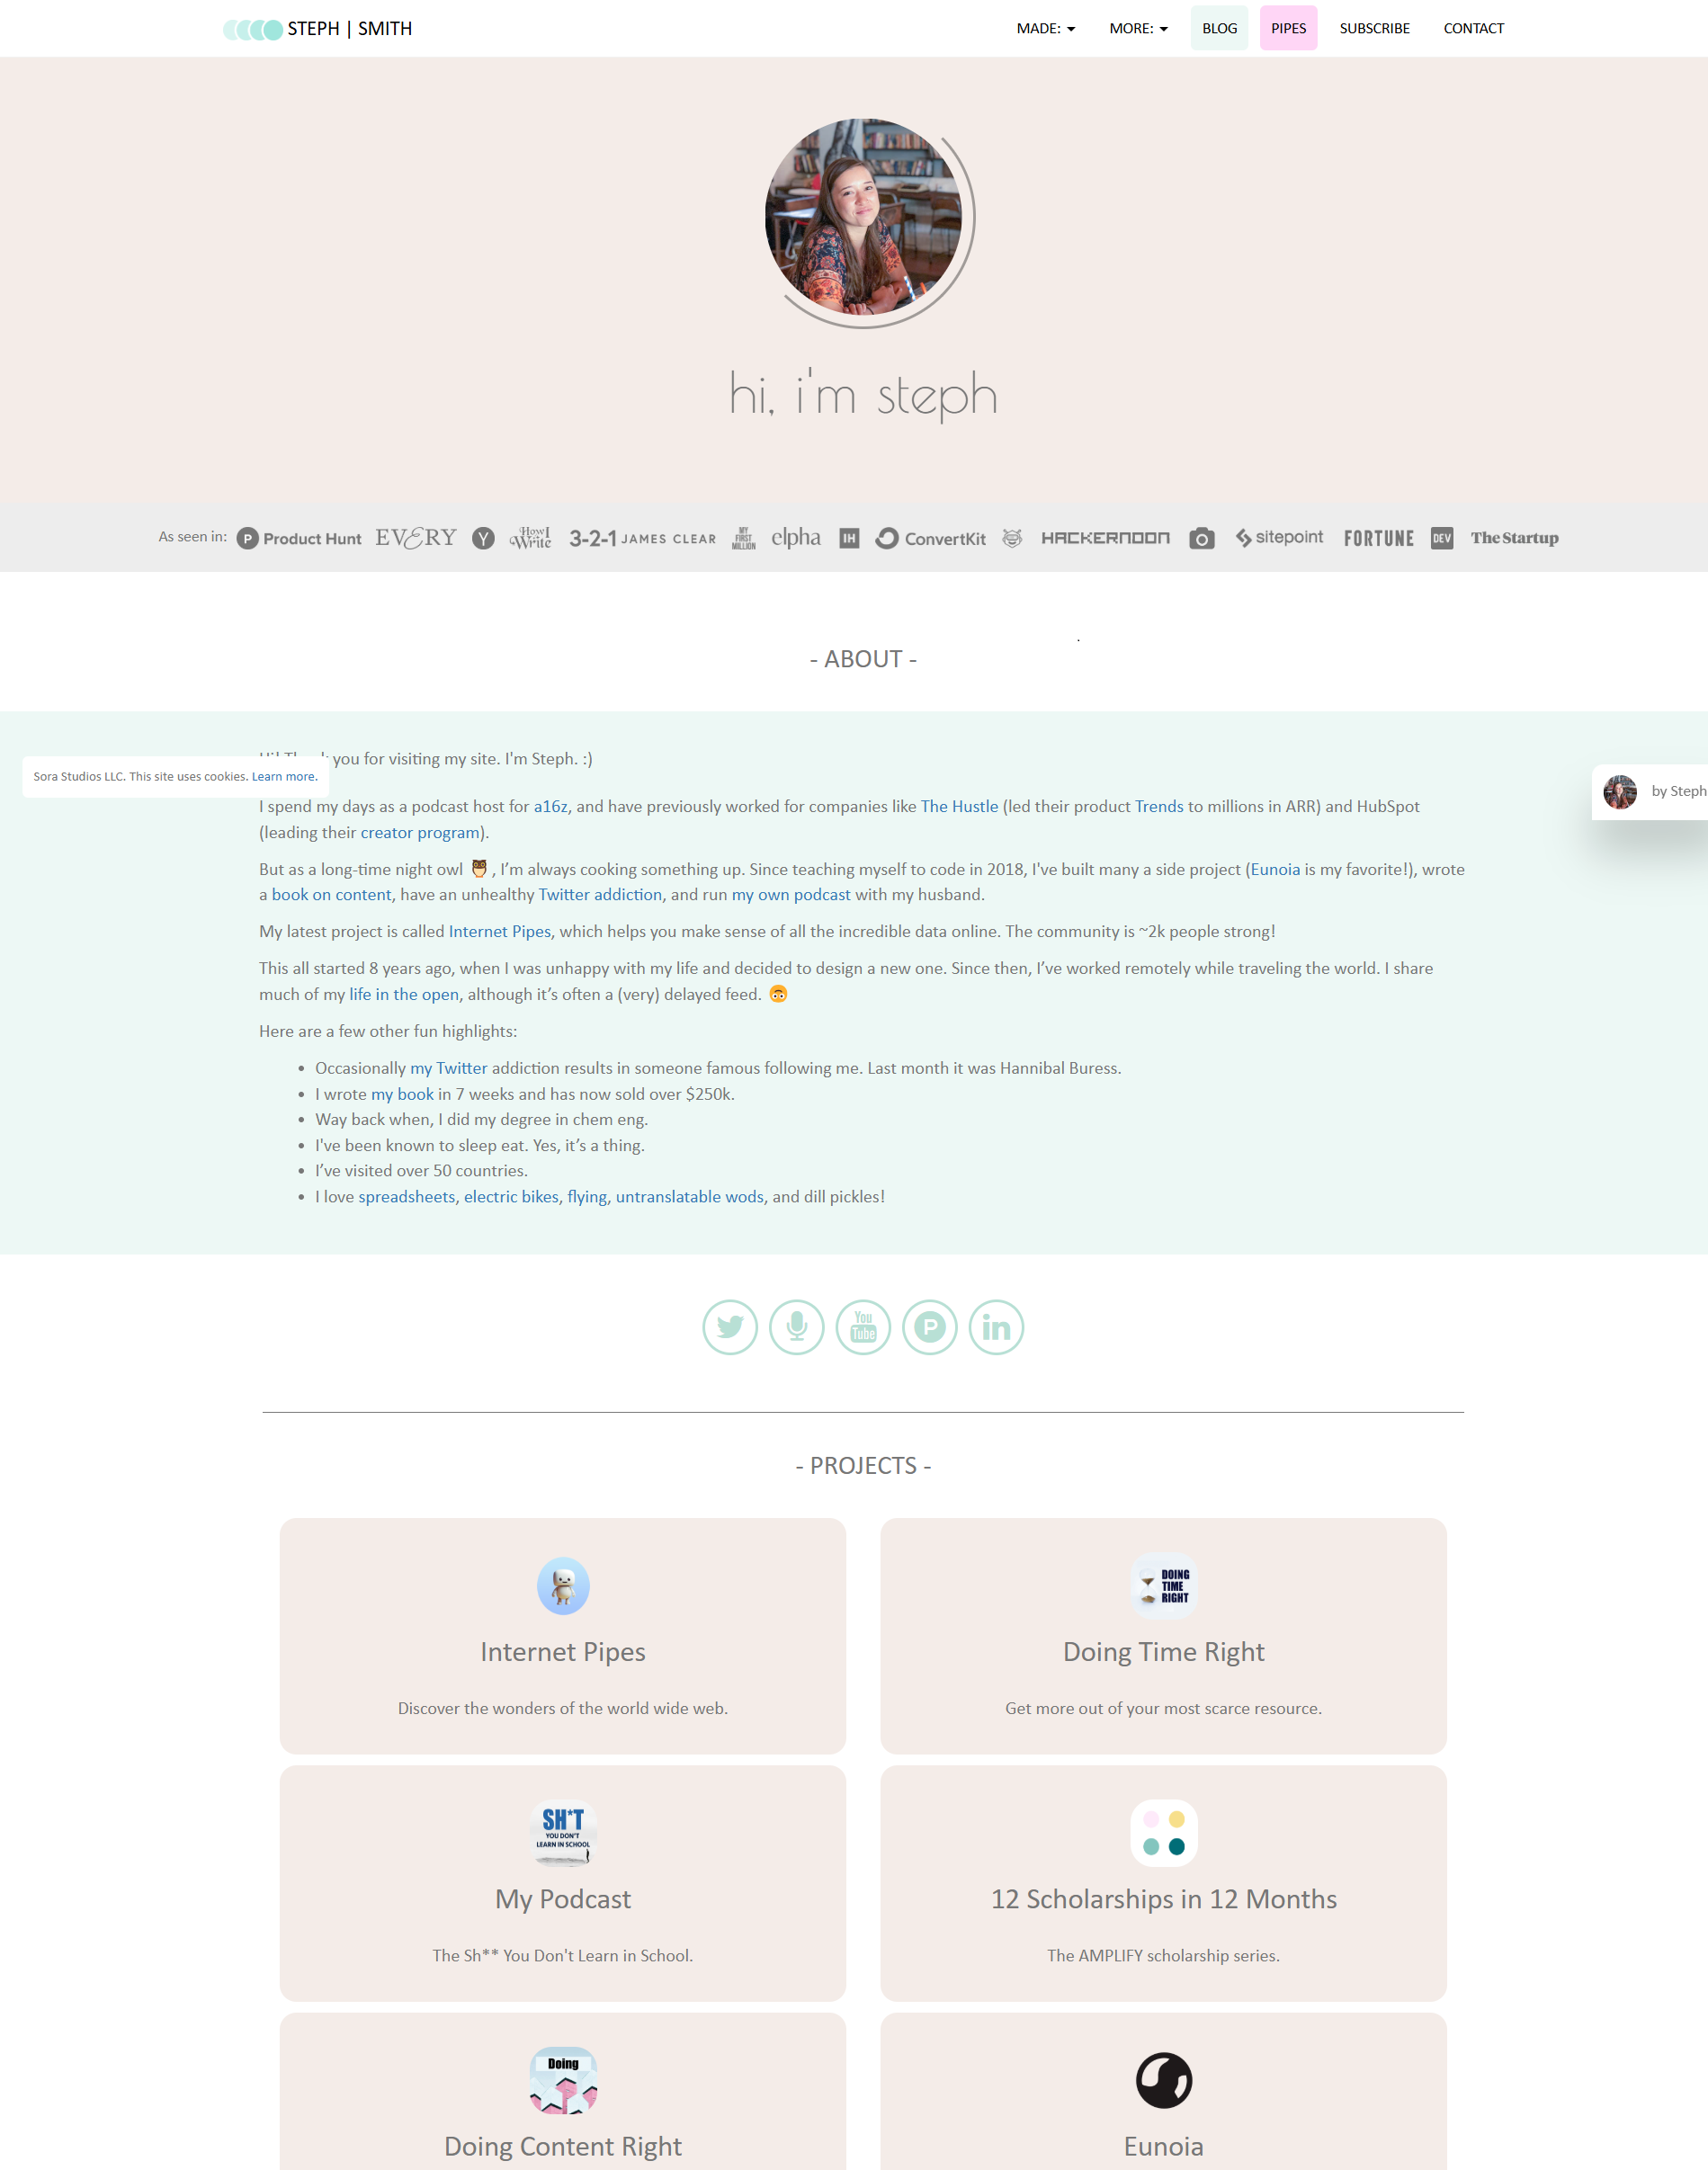 STEPH | SMITH
MADE:
MORE:
BLOG
PIPES
SUBSCRIBE
CONTACT
hi, i'm steph
As seen in:
P Product Hunt
EVERY
Y
How I Write
3-2-1 JAMES CLEAR
MY FIRST MILLION
elpha
IH
ConvertKit
HACKERNOON
sitepoint
FORTUNE
DEV
The Startup
- ABOUT -
you for visiting my site. I'm Steph. :)
Sora Studios LLC. This site uses cookies. Learn more.
by Steph
I spend my days as a podcast host for a16z, and have previously worked for companies like The Hustle (led their product Trends to millions in ARR) and HubSpot
(leading their creator program).
But as a long-time night owl 🦉, I’m always cooking something up. Since teaching myself to code in 2018, I've built many a side project (Eunoia is my favorite!), wrote
a book on content, have an unhealthy Twitter addiction, and run my own podcast with my husband.
My latest project is called Internet Pipes, which helps you make sense of all the incredible data online. The community is ~2k people strong!
This all started 8 years ago, when I was unhappy with my life and decided to design a new one. Since then, I’ve worked remotely while traveling the world. I share
much of my life in the open, although it’s often a (very) delayed feed. 🙃
Here are a few other fun highlights:
• Occasionally my Twitter addiction results in someone famous following me. Last month it was Hannibal Buress.
• I wrote my book in 7 weeks and has now sold over $250k.
• Way back when, I did my degree in chem eng.
• I've been known to sleep eat. Yes, it’s a thing.
• I’ve visited over 50 countries.
• I love spreadsheets, electric bikes, flying, untranslatable wods, and dill pickles!
You
Tube
P
in
- PROJECTS -
Internet Pipes
Discover the wonders of the world wide web.
DOING
TIME
RIGHT
Doing Time Right
Get more out of your most scarce resource.
SH*T
YOU DON'T
LEARN IN SCHOOL
My Podcast
The Sh** You Don't Learn in School.
12 Scholarships in 12 Months
The AMPLIFY scholarship series.
Doing
Doing Content Right
Eunoia